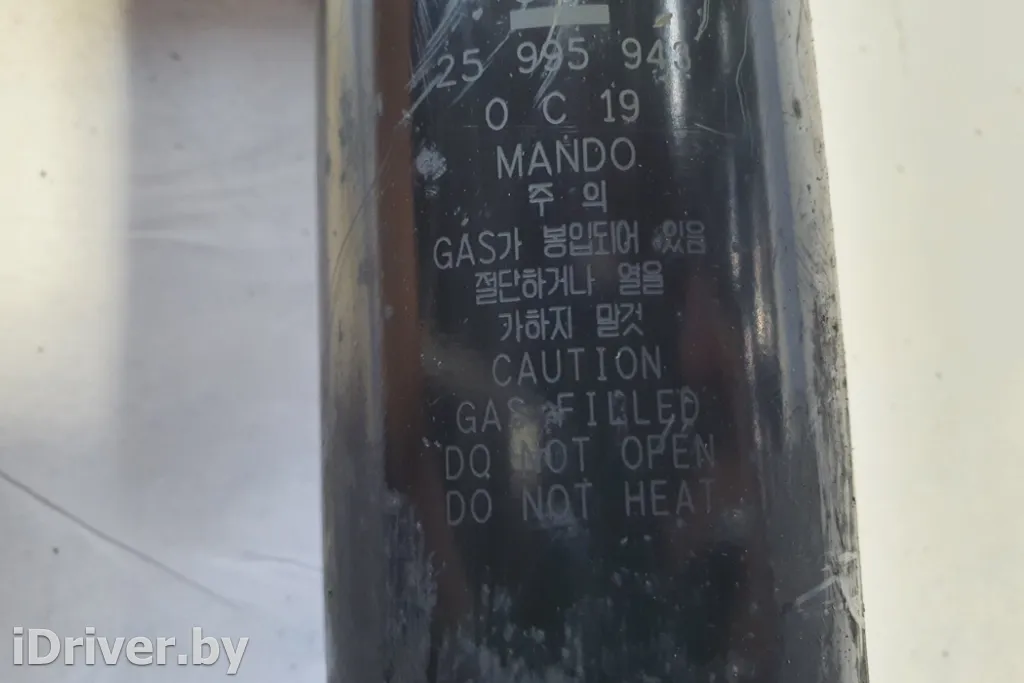 25 995 943
0 C 19
MANDO
주 의
GAS가 봉입되어 있음
절단하거나 열을
가하지 말것
CAUTION
GAS FILLED
DO NOT OPEN
DO NOT HEAT
iDriver.by